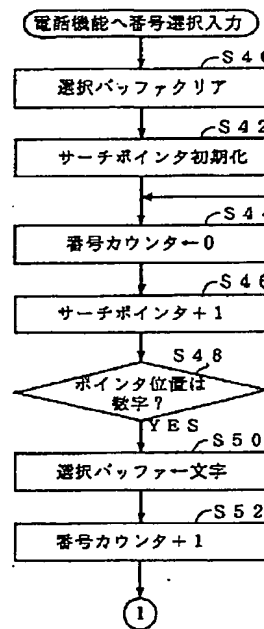 電話機能へ番号選択入力
選択バッファクリア
S42
サーチポインタ初期化
番号カウンタ←0
サーチポインタ+1
S48
ポインタ位置は
数字?
YES
S50
選択バッファー文字
S52
番号カウンタ+1
1